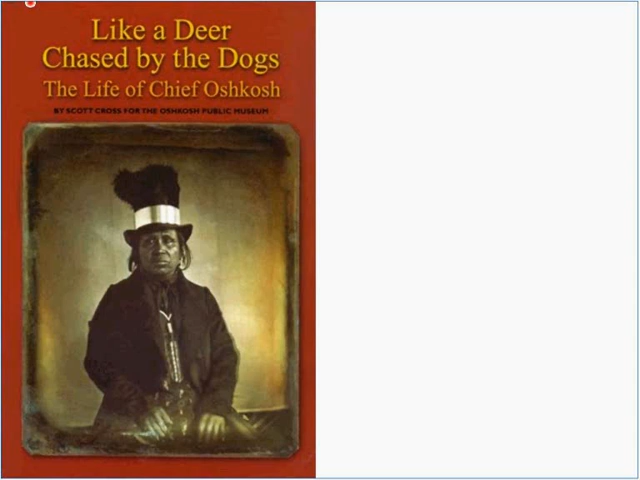 Like a Deer
Chased by the Dogs
The Life of Chief Oshkosh
BY SCOTT CROSS FOR THE OSHKOSH PUBLIC MUSEUM